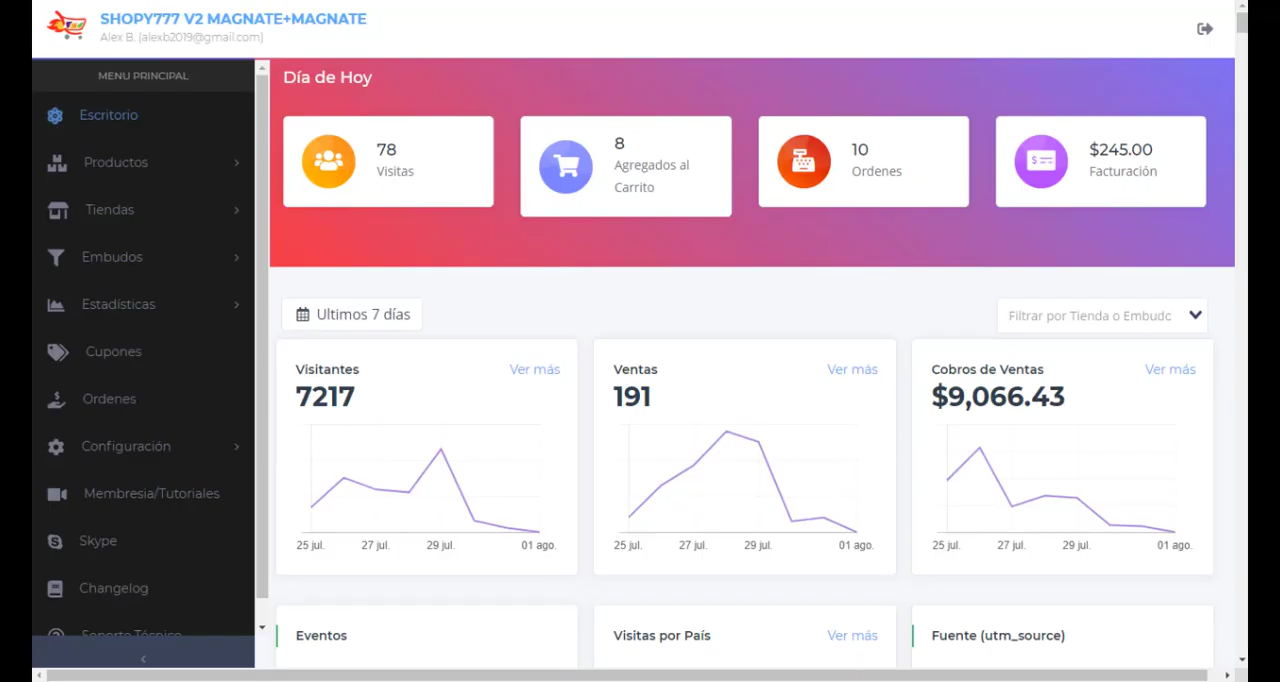 SHOPY777 V2 MAGNATE+MAGNATE
Alex B. (alexb2019@gmail.com)
MENU PRINCIPAL
Escritorio
Productos
Tiendas
Embudos
Estadísticas
Cupones
Ordenes
Configuración
Membresia/Tutoriales
Skype
Changelog
Soporte Técnico
Día de Hoy
78
Visitas
8
Agregados al
Carrito
10
Ordenes
$245.00
Facturación
Ultimos 7 días
Filtrar por Tienda o Embudo
Visitantes
Ver más
7217
25 jul.
27 jul.
29 jul.
01 ago.
Ventas
Ver más
191
25 jul.
27 jul.
29 jul.
01 ago.
Cobros de Ventas
Ver más
$9,066.43
25 jul.
27 jul.
29 jul.
01 ago.
Eventos
Visitas por País
Ver más
Fuente (utm_source)